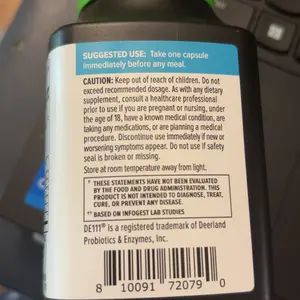 SUGGESTED USE: Take one capsule
immediately before any meal.
CAUTION: Keep out of reach of children. Do not
exceed recommended dosage. As with any dietary
supplement, consult a healthcare professional
prior to use if you are pregnant or nursing, under
the age of 18, have a known medical condition, are
taking any medications, or are planning a medical
procedure. Discontinue use immediately if new or
worsening symptoms appear. Do not use if safety
seal is broken or missing.
Store at room temperature away from light.
* THESE STATEMENTS HAVE NOT BEEN EVALUATED
BY THE FOOD AND DRUG ADMINISTRATION. THIS
PRODUCT IS NOT INTENDED TO DIAGNOSE, TREAT,
CURE, OR PREVENT ANY DISEASE.
†† BASED ON INFOGEST LAB STUDIES
DE111® is a registered trademark of Deerland
Probiotics & Enzymes, Inc.
8 10091 72079 0